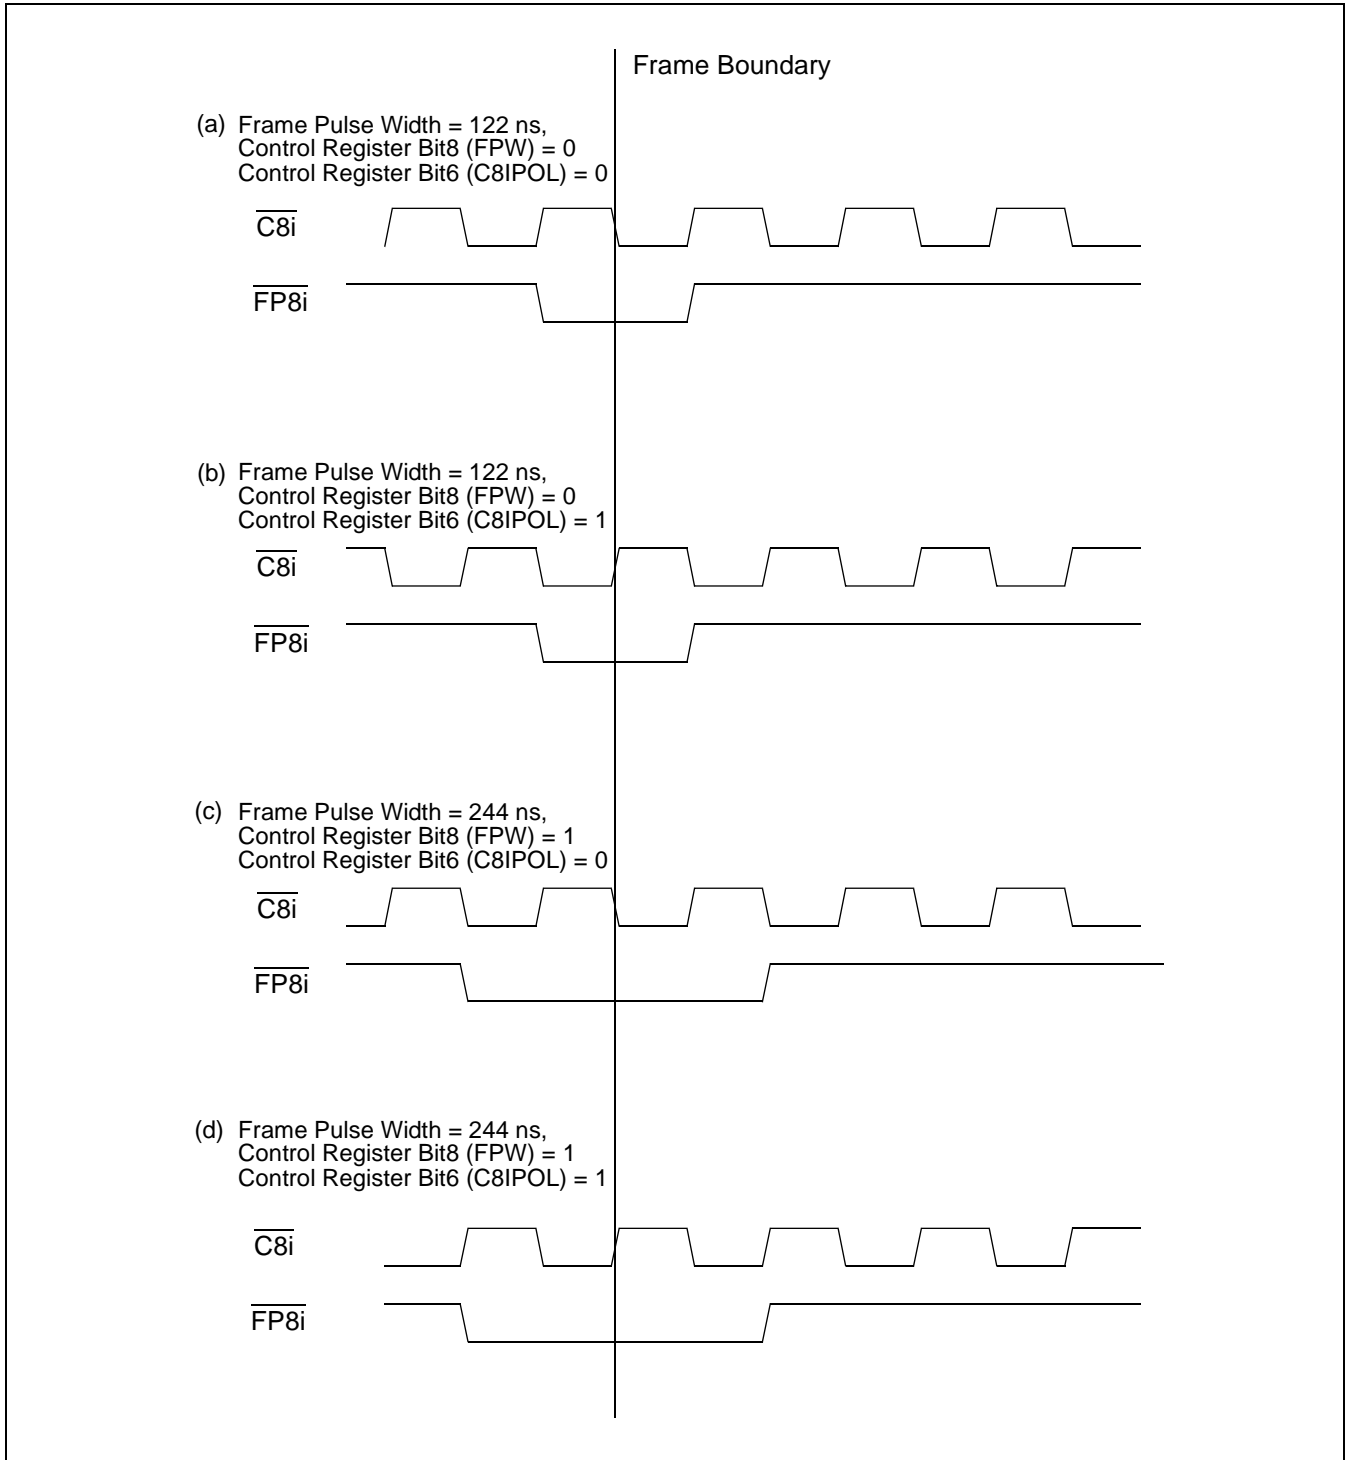 Frame Boundary
(a) Frame Pulse Width = 122 ns,
Control Register Bit8 (FPW) = 0
Control Register Bit6 (C8IPOL) = 0
C8i
FP8i
(b) Frame Pulse Width = 122 ns,
Control Register Bit8 (FPW) = 0
Control Register Bit6 (C8IPOL) = 1
C8i
FP8i
(c) Frame Pulse Width = 244 ns,
Control Register Bit8 (FPW) = 1
Control Register Bit6 (C8IPOL) = 0
C8i
FP8i
(d) Frame Pulse Width = 244 ns,
Control Register Bit8 (FPW) = 1
Control Register Bit6 (C8IPOL) = 1
C8i
FP8i